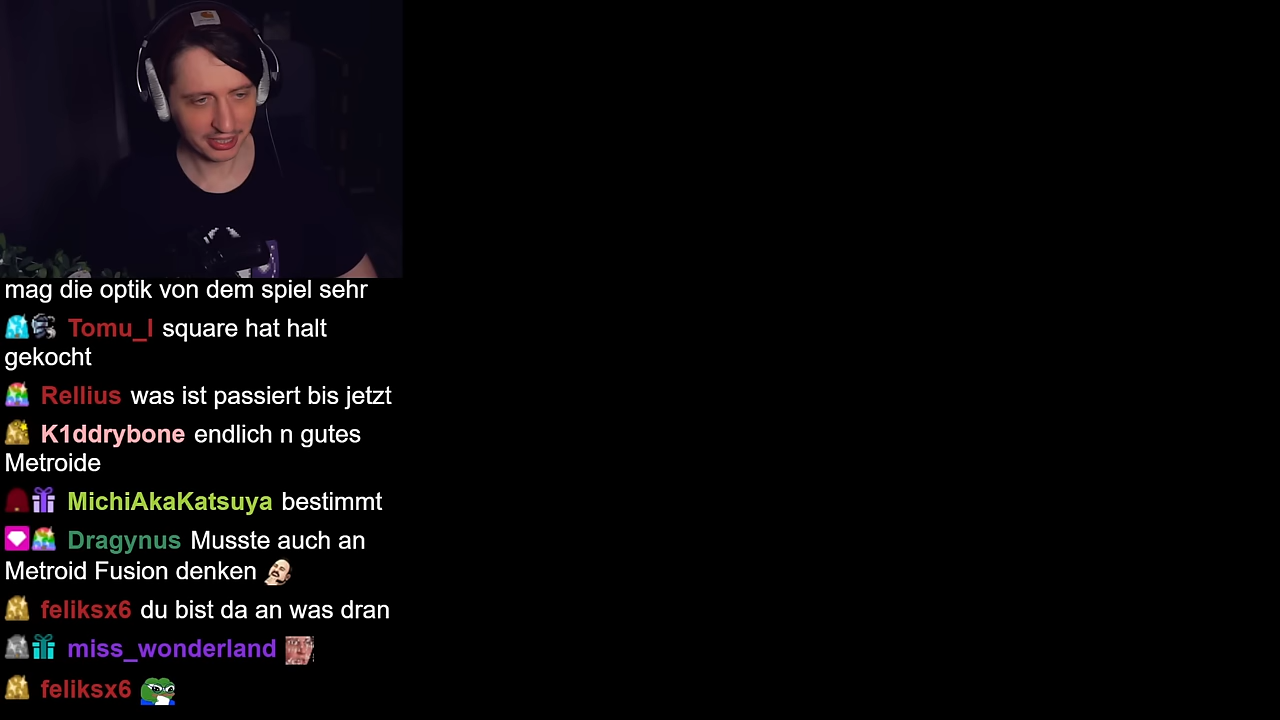 mag die optik von dem spiel sehr
Tomu_l square hat halt
gekocht
Rellius was ist passiert bis jetzt
K1ddrybone endlich n gutes
Metroide
MichiAkaKatsuya bestimmt
Dragynus Musste auch an
Metroid Fusion denken
feliksx6 du bist da an was dran
miss_wonderland
feliksx6